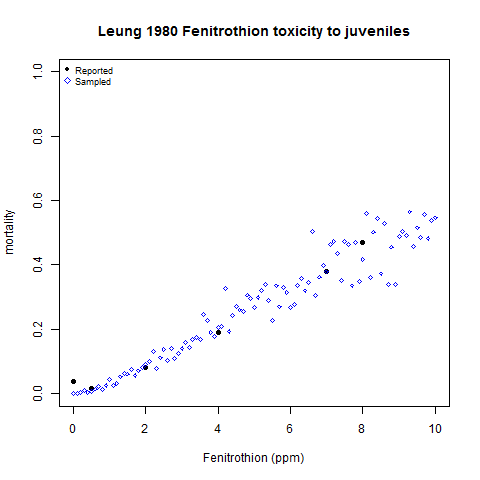 Leung 1980 Fenitrothion toxicity to juveniles
Reported
Sampled
1.0
0.8
0.6
0.4
0.2
0.0
mortality
0 2 4 6 8 10
Fenitrothion (ppm)